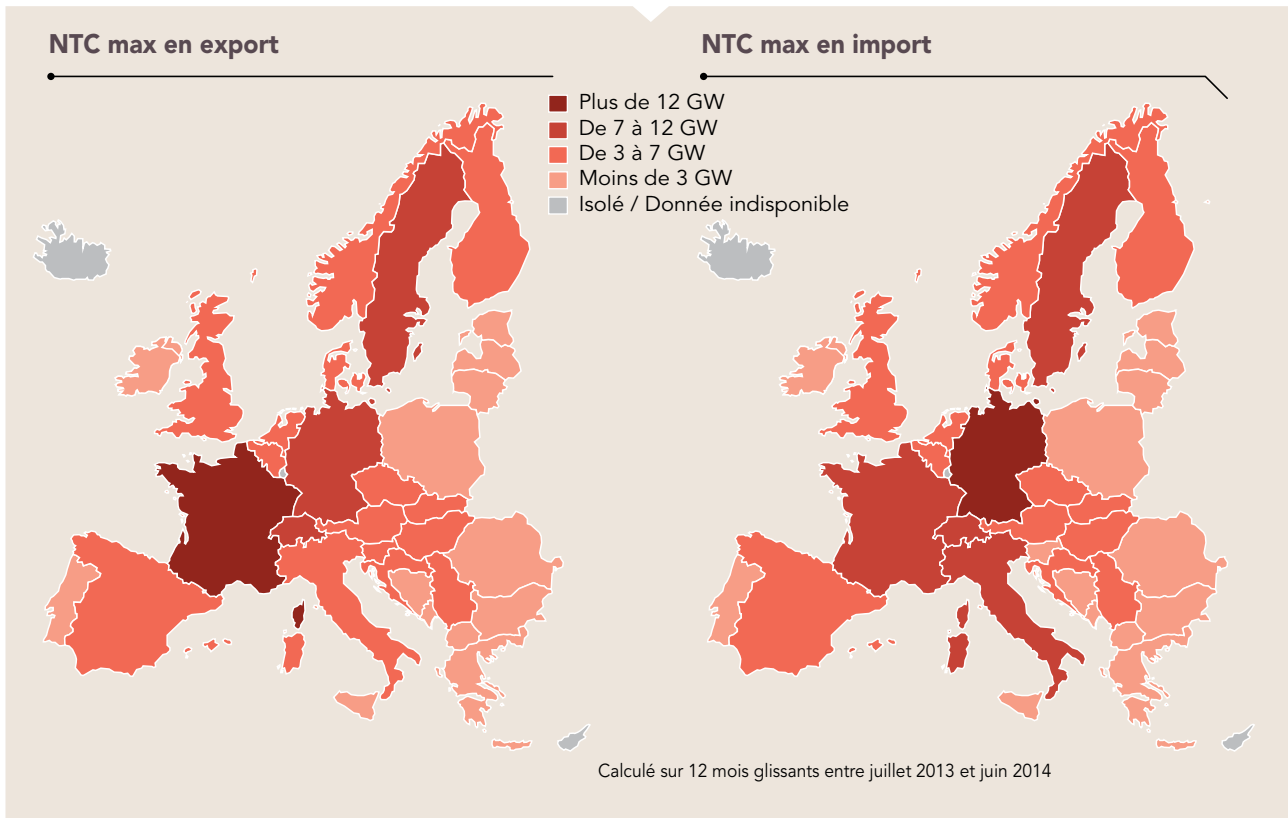 NTC max en export
NTC max en import
Plus de 12 GW
De 7 à 12 GW
De 3 à 7 GW
Moins de 3 GW
Isolé / Donnée indisponible
Calculé sur 12 mois glissants entre juillet 2013 et juin 2014